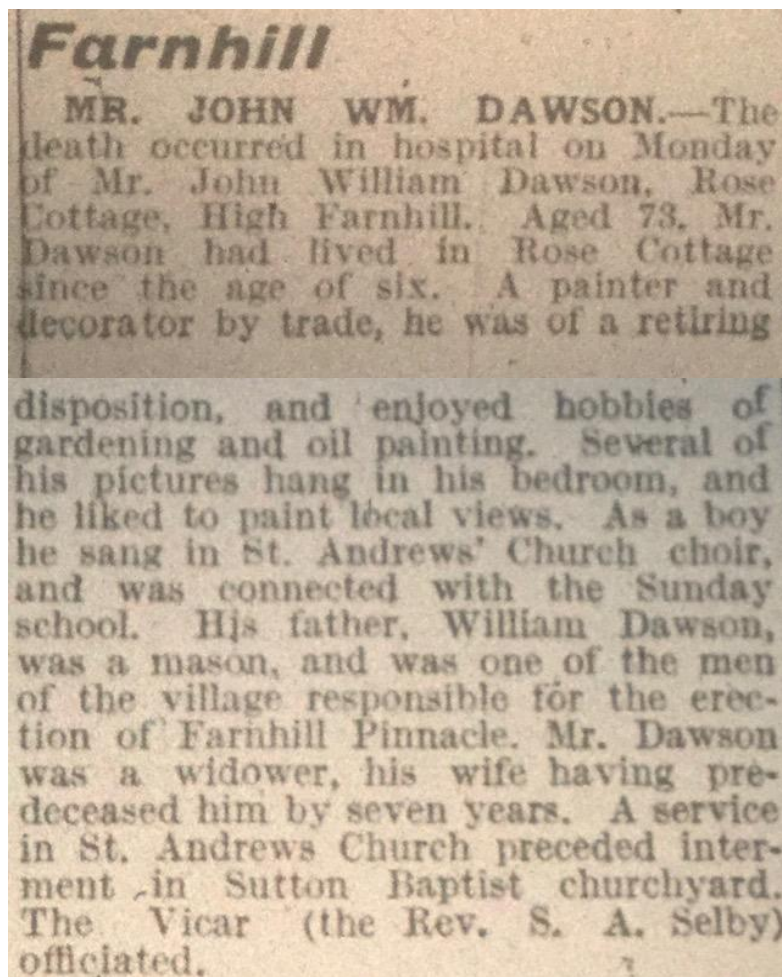 Farnhill
MR. JOHN WM. DAWSON.—The
death occurred in hospital on Monday
of Mr. John William Dawson, Rose
Cottage, High Farnhill. Aged 73, Mr.
Dawson had lived in Rose Cottage
since the age of six. A painter and
decorator by trade, he was of a retiring
disposition, and enjoyed hobbies of
gardening and oil painting. Several of
his pictures hang in his bedroom, and
he liked to paint local views. As a boy
he sang in St. Andrews' Church choir,
and was connected with the Sunday
school. His father, William Dawson,
was a mason, and was one of the men
of the village responsible for the erec-
tion of Farnhill Pinnacle. Mr. Dawson
was a widower, his wife having pre-
deceased him by seven years. A service
in St. Andrews Church preceded inter-
ment in Sutton Baptist churchyard.
The Vicar (the Rev. S. A. Selby)
officiated.